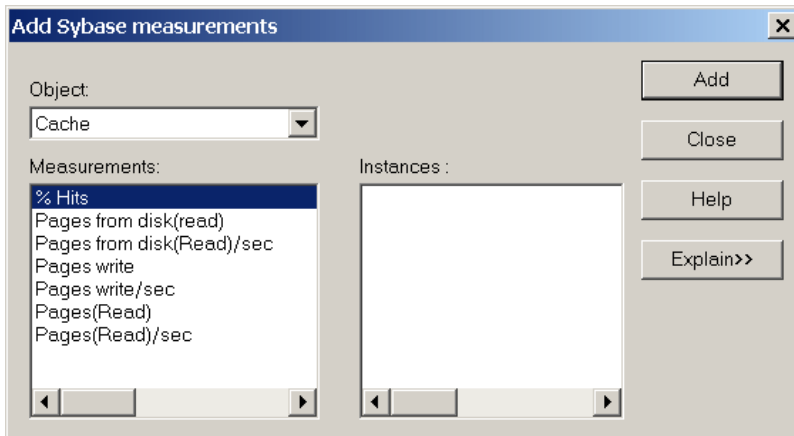 Add Sybase measurements
Object:
Cache
Measurements:
% Hits
Pages from disk(read)
Pages from disk(Read)/sec
Pages write
Pages write/sec
Pages(Read)
Pages(Read)/sec
Instances :
Add
Close
Help
Explain>>